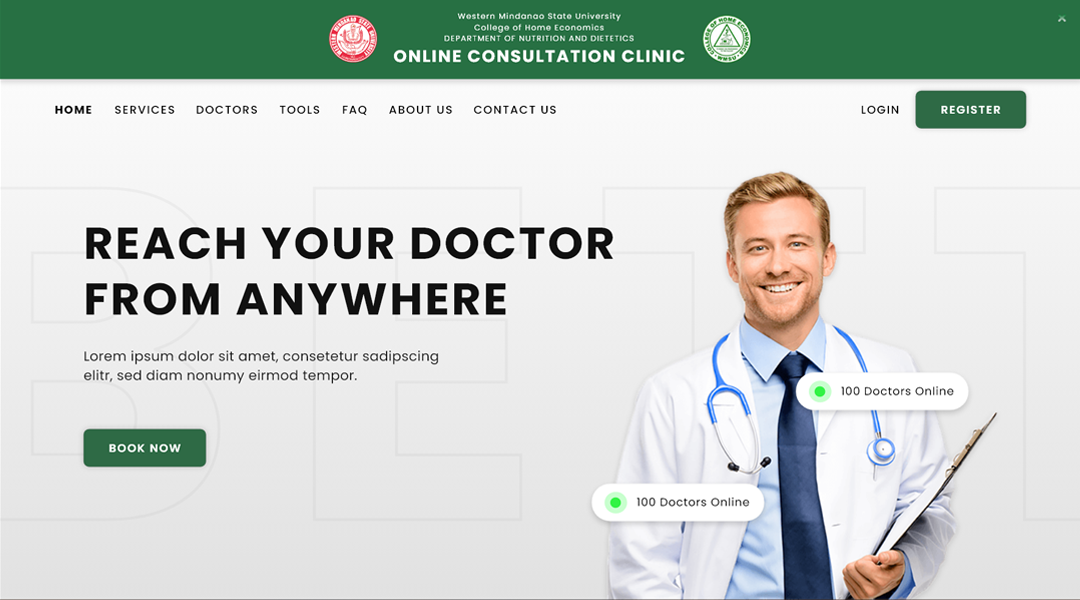 Western Mindanao State University
College of Home Economics
DEPARTMENT OF NUTRITION AND DIETETICS
ONLINE CONSULTATION CLINIC
HOME
SERVICES
DOCTORS
TOOLS
FAQ
ABOUT US
CONTACT US
LOGIN
REGISTER
BETT
REACH YOUR DOCTOR
FROM ANYWHERE
Lorem ipsum dolor sit amet, consetetur sadipscing
elitr, sed diam nonumy eirmod tempor.
BOOK NOW
100 Doctors Online
100 Doctors Online